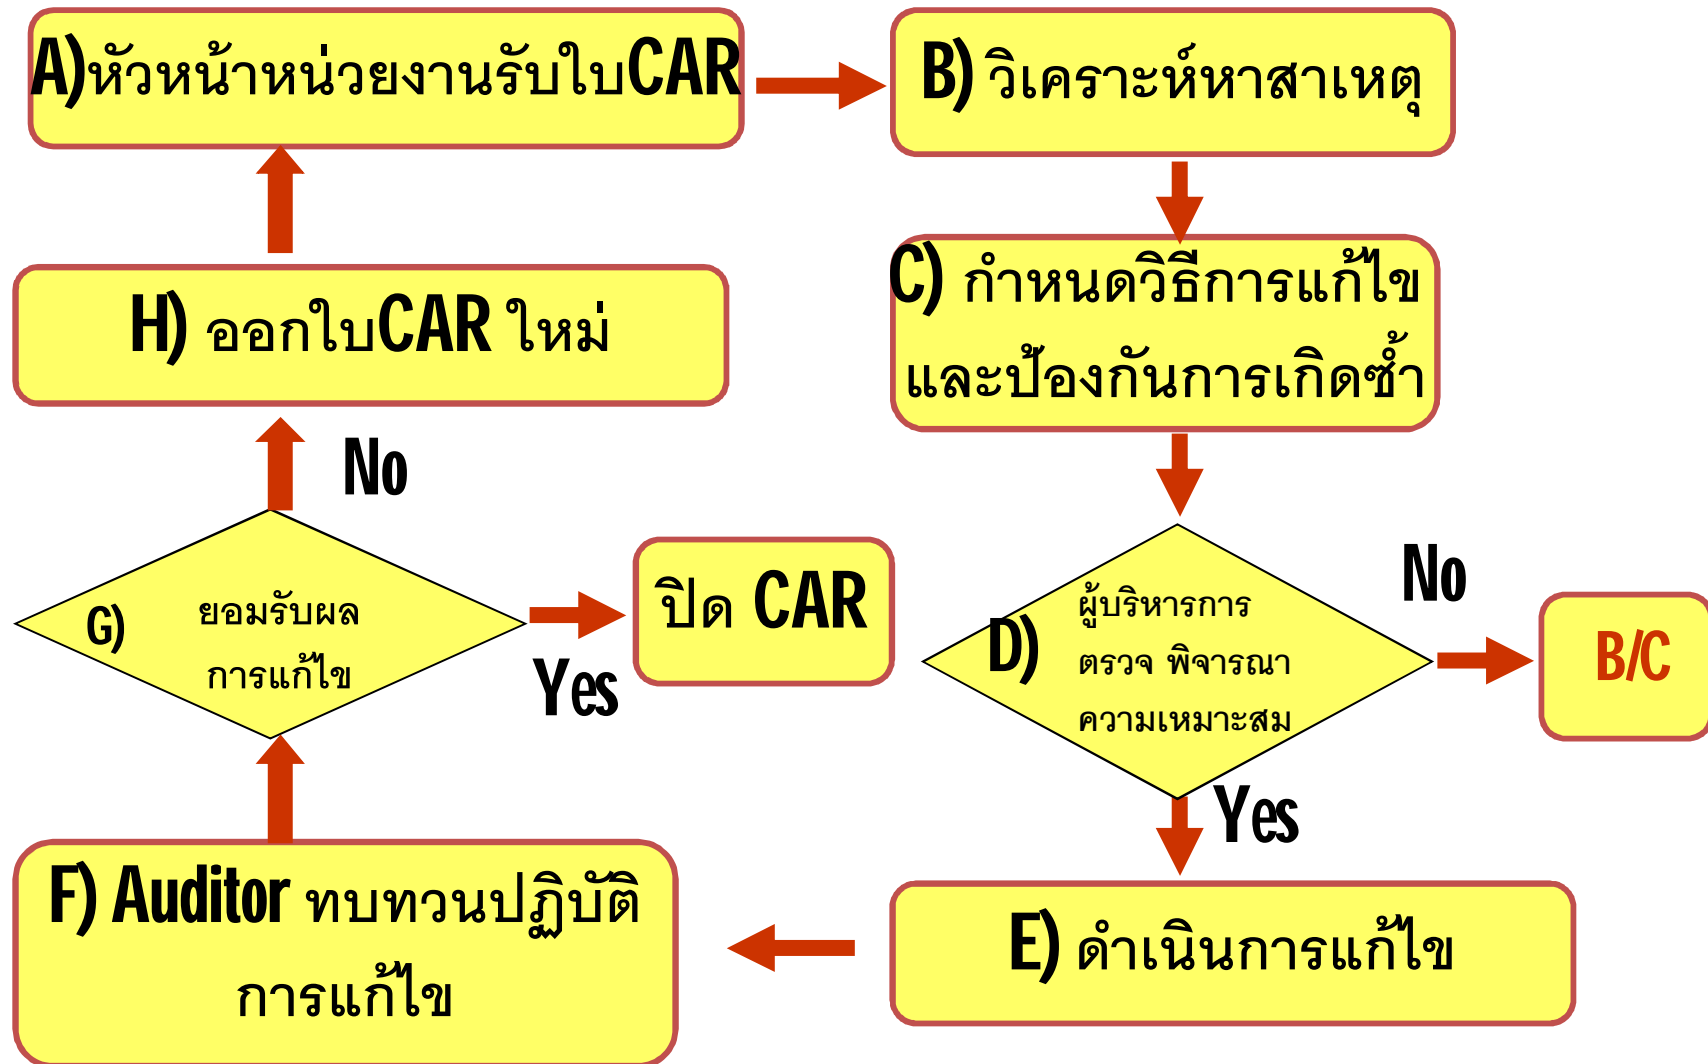 A)หัวหน้าหน่วยงานรับใบCAR
B) วิเคราะห์หาสาเหตุ
C) กำหนดวิธีการแก้ไข
และป้องกันการเกิดซ้ำ
D) ผู้บริหารการ
ตรวจ พิจารณา
ความเหมาะสม
No
B/C
Yes
E) ดำเนินการแก้ไข
F) Auditor ทบทวนปฏิบัติ
การแก้ไข
G) ยอมรับผล
การแก้ไข
Yes
ปิด CAR
No
H) ออกใบCAR ใหม่